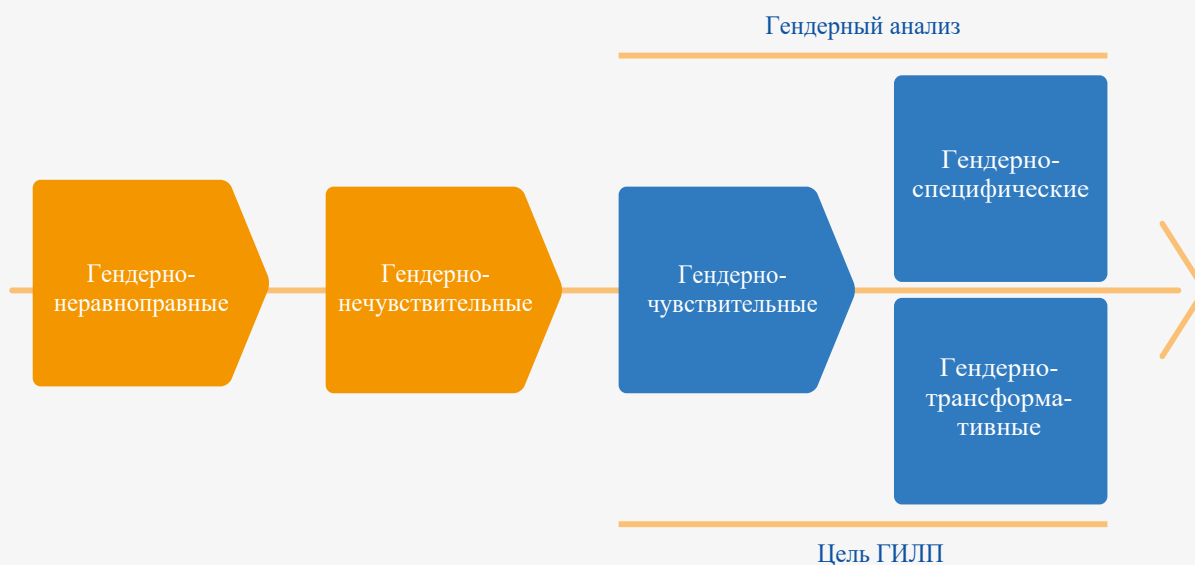 Гендерный анализ
Гендерно-
неравноправные
Гендерно-
нечувствительные
Гендерно-
чувствительные
Гендерно-
специфические
Гендерно-
трансформа-
тивные
Цель ГИЛП